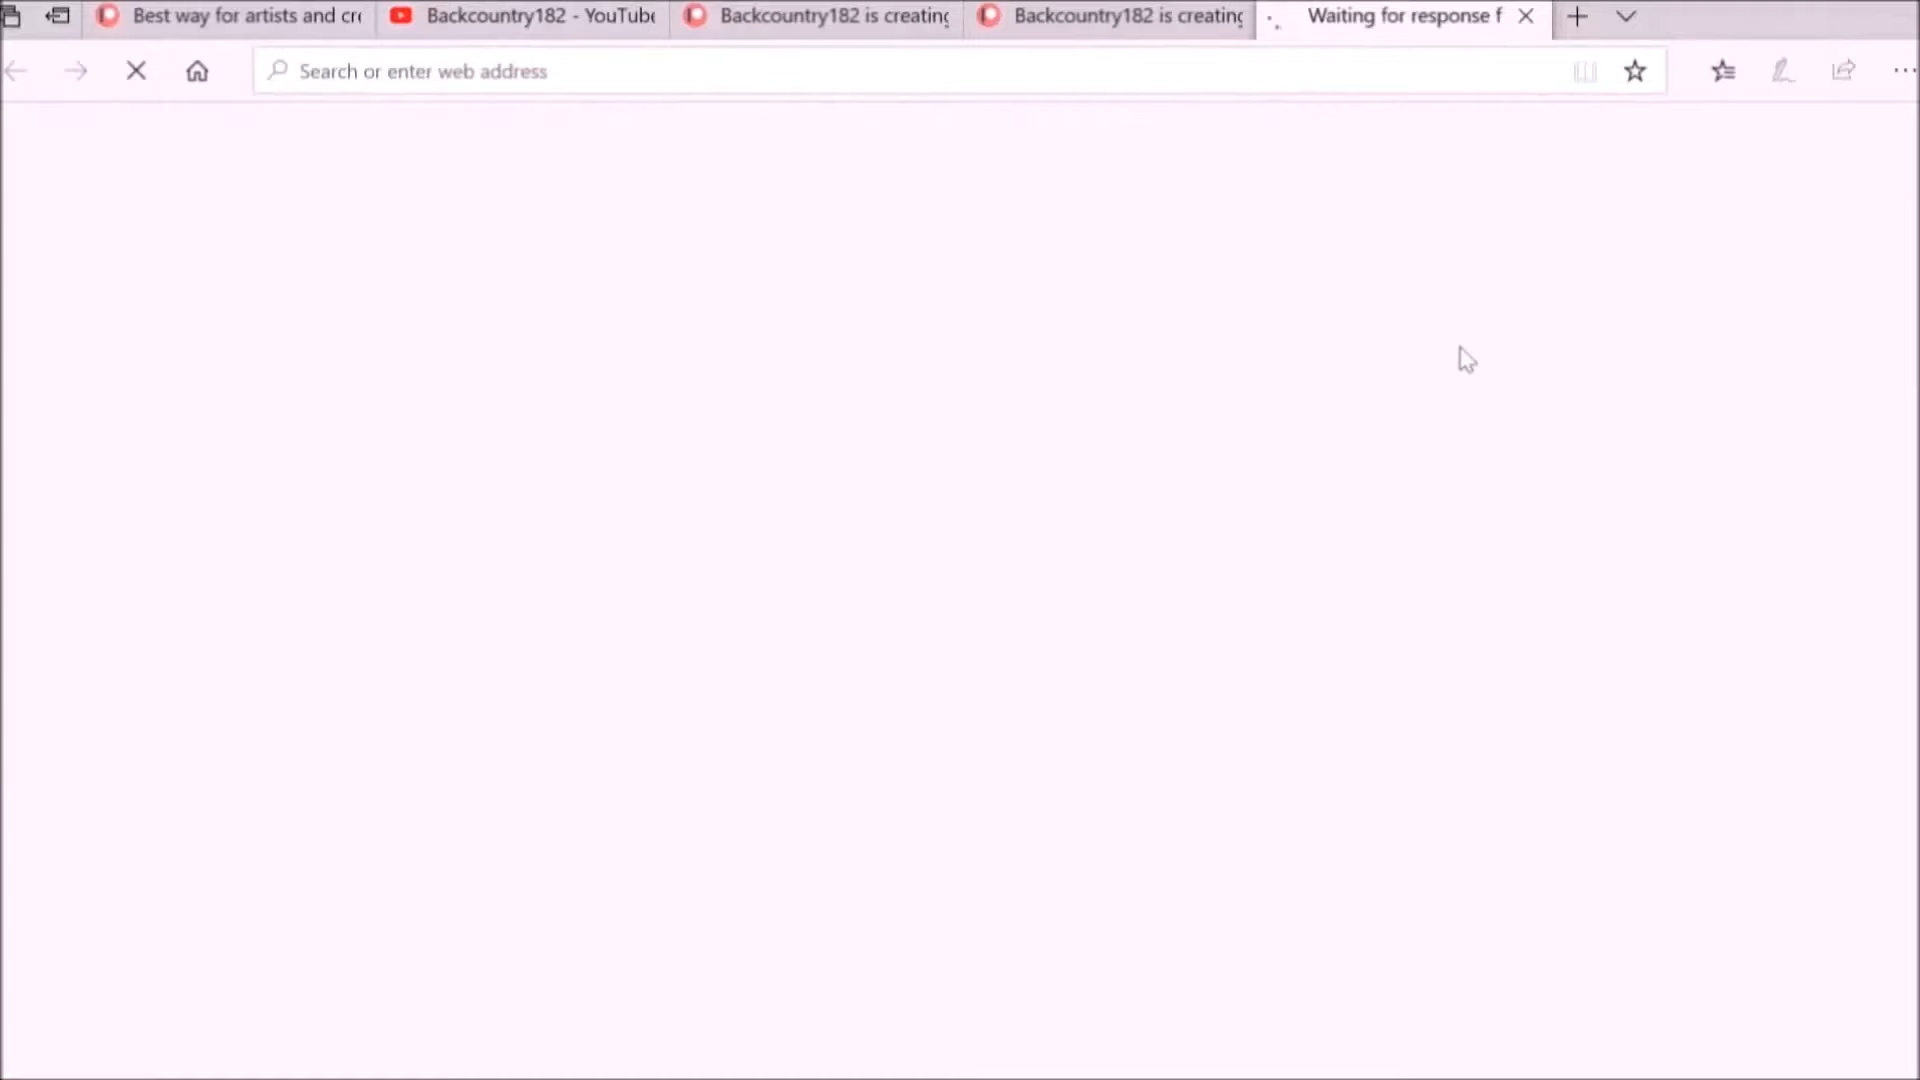 Best way for artists and cr
Backcountry182 - YouTube
Backcountry182 is creating
Backcountry182 is creating
Waiting for response f
Search or enter web address